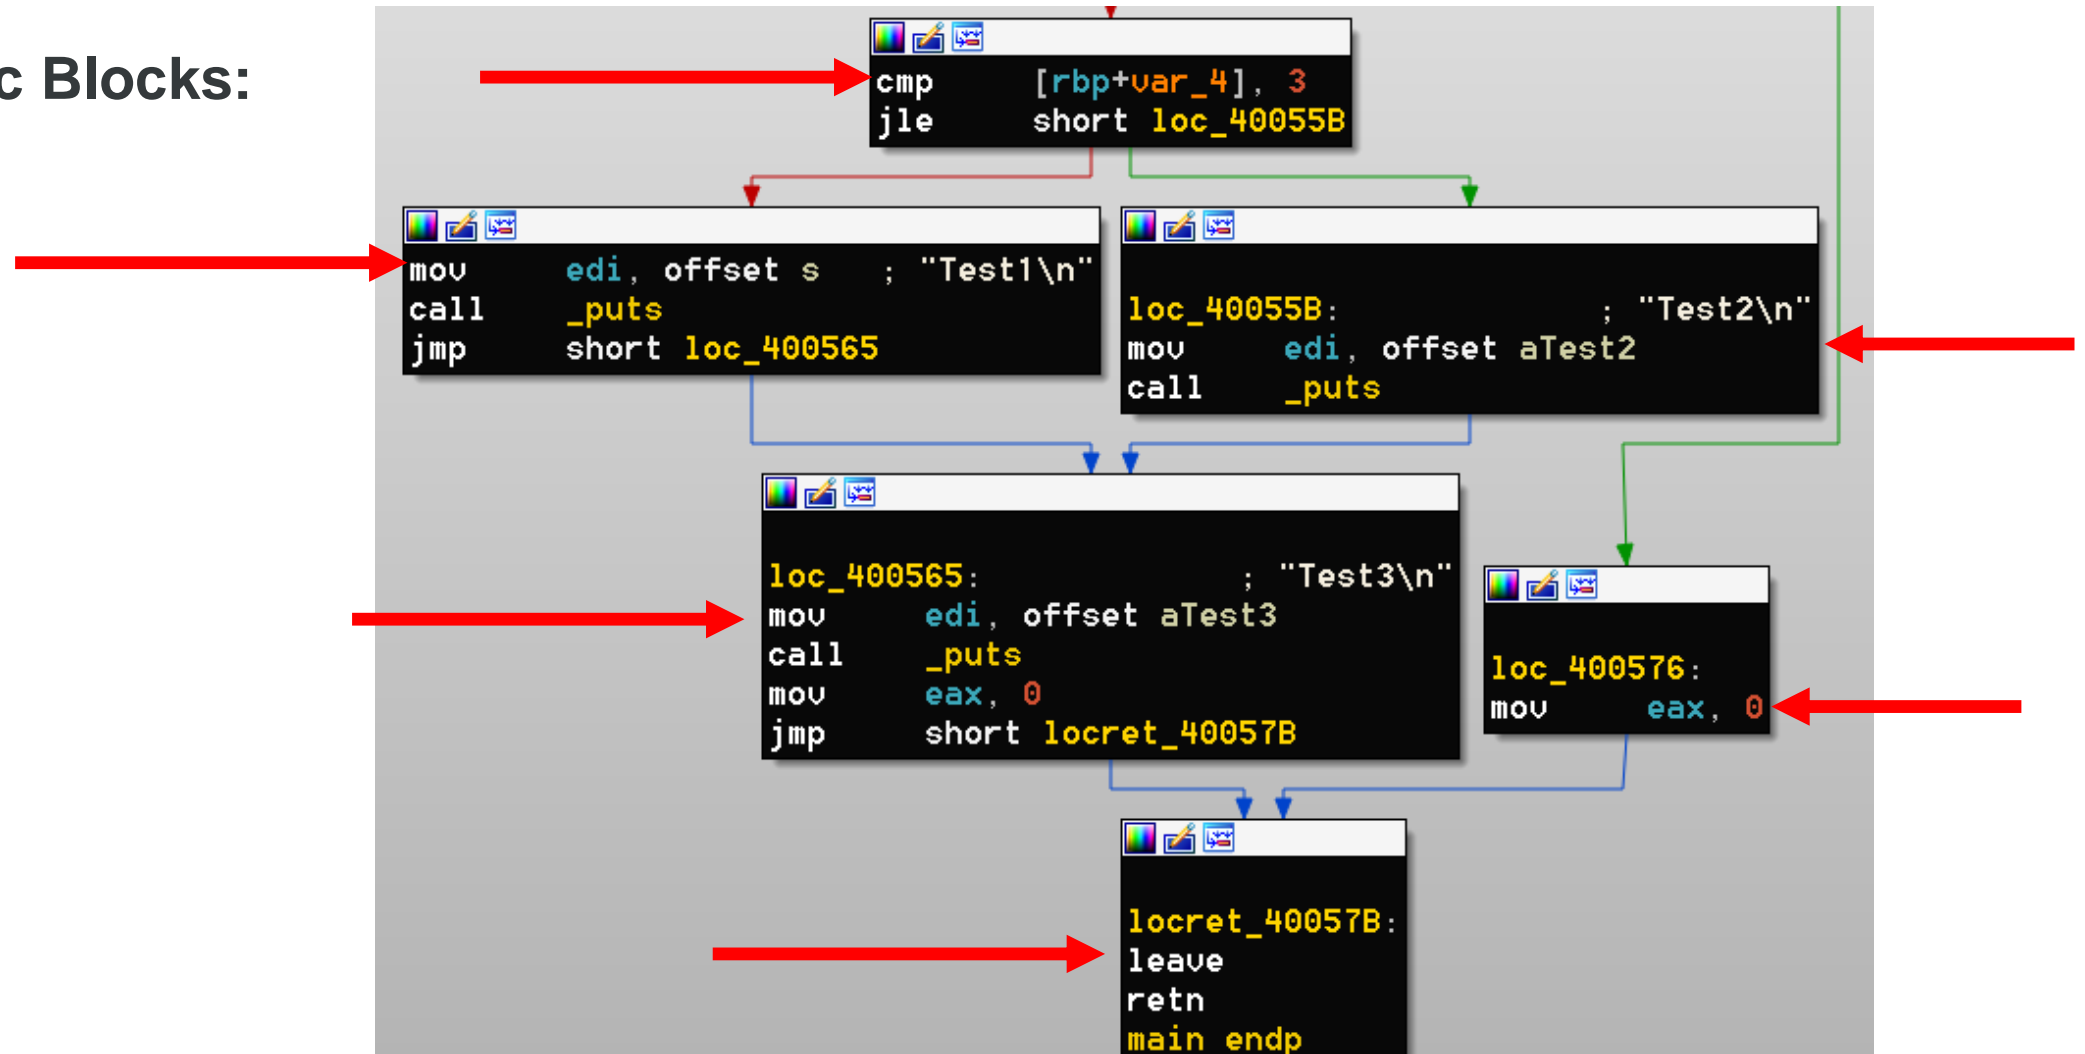 c Blocks:
cmp [rbp+var_4], 3
jle short loc_40055B
mov edi, offset s ; "Test1\n"
call _puts
jmp short loc_400565
loc_40055B: ; "Test2\n"
mov edi, offset aTest2
call _puts
loc_400565: ; "Test3\n"
mov edi, offset aTest3
call _puts
mov eax, 0
jmp short locret_40057B
loc_400576:
mov eax, 0
locret_40057B:
leave
retn
main endp